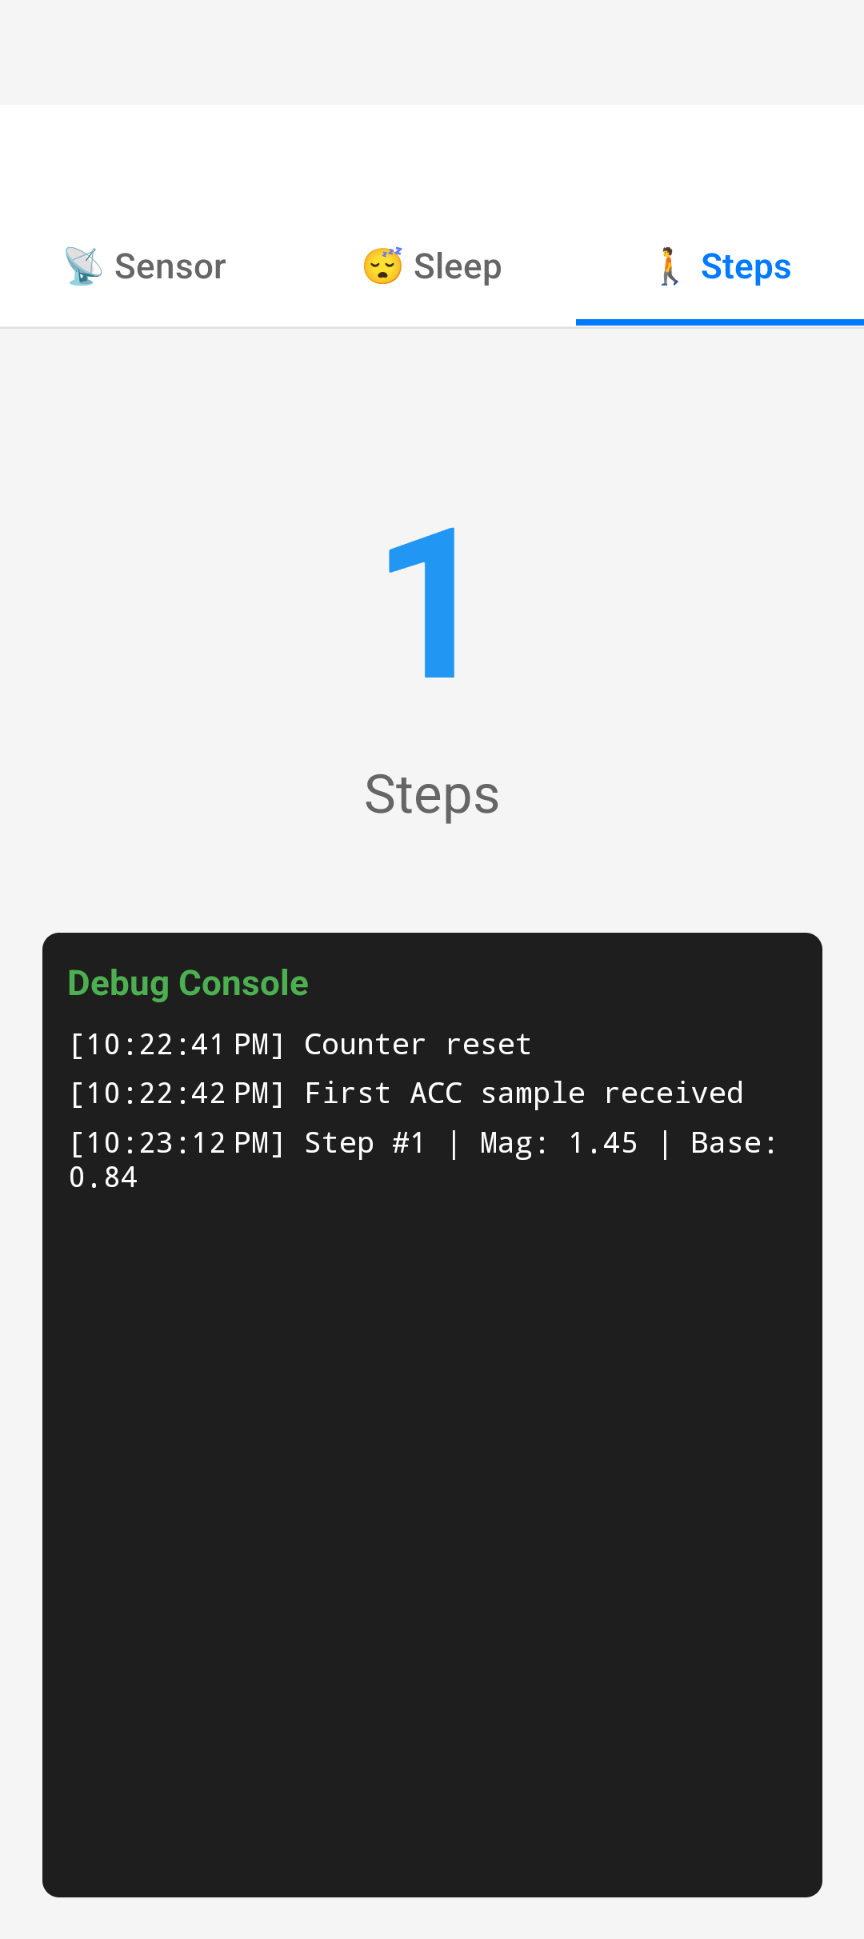 📡 Sensor
😴 Sleep
🚶 Steps
1
Steps
Debug Console
[10:22:41 PM] Counter reset
[10:22:42 PM] First ACC sample received
[10:23:12 PM] Step #1 | Mag: 1.45 | Base:
0.84